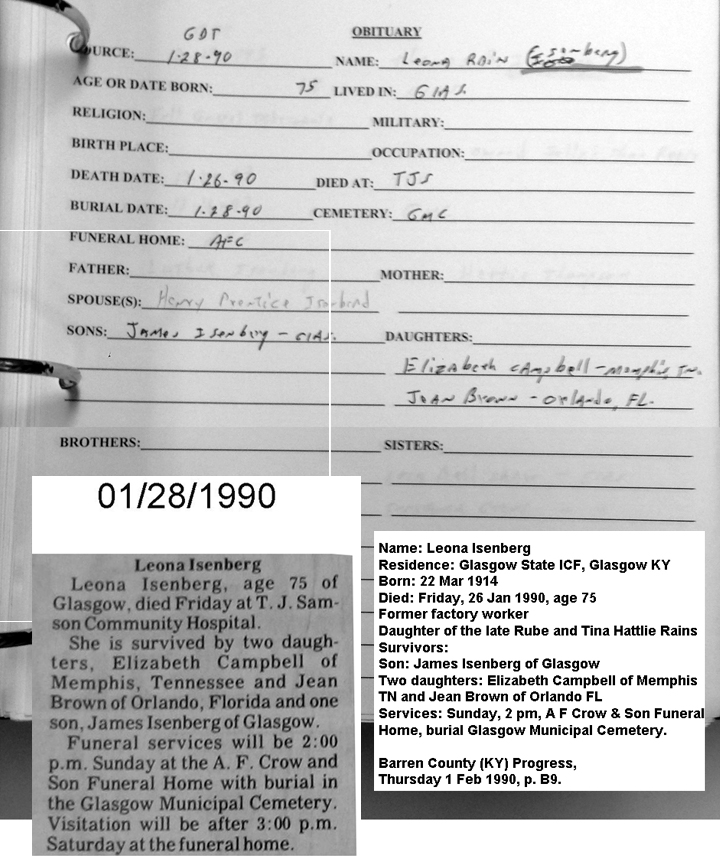 OBITUARY
GDT
OURCE: 1-28-90 NAME: Leona Rain (Isenberg)
AGE OR DATE BORN: 75 LIVED IN: GLAS.
RELIGION: MILITARY:
BIRTH PLACE: OCCUPATION:
DEATH DATE: 1-26-90 DIED AT: TJS
BURIAL DATE: 1-28-90 CEMETERY: GMC
FUNERAL HOME: AFC
FATHER: MOTHER:
SPOUSE(S): Henry Prentice
SONS: James Isenberg - GLAS. DAUGHTERS:
Elizabeth Campbell - Memphis, TN.
Jean Brown - Orlando, FL.
BROTHERS: SISTERS:
01/28/1990
Leona Isenberg
Leona Isenberg, age 75 of
Glasgow, died Friday at T. J. Sam-
son Community Hospital.
She is survived by two daugh-
ters, Elizabeth Campbell of
Memphis, Tennessee and Jean
Brown of Orlando, Florida and one
son, James Isenberg of Glasgow.
Funeral services will be 2:00
p.m. Sunday at the A. F. Crow and
Son Funeral Home with burial in
the Glasgow Municipal Cemetery.
Visitation will be after 3:00 p.m.
Saturday at the funeral home.
Name: Leona Isenberg
Residence: Glasgow State ICF, Glasgow KY
Born: 22 Mar 1914
Died: Friday, 26 Jan 1990, age 75
Former factory worker
Daughter of the late Rube and Tina Hattlie Rains
Survivors:
Son: James Isenberg of Glasgow
Two daughters: Elizabeth Campbell of Memphis
TN and Jean Brown of Orlando FL
Services: Sunday, 2 pm, A F Crow & Son Funeral
Home, burial Glasgow Municipal Cemetery.
Barren County (KY) Progress,
Thursday 1 Feb 1990, p. B9.